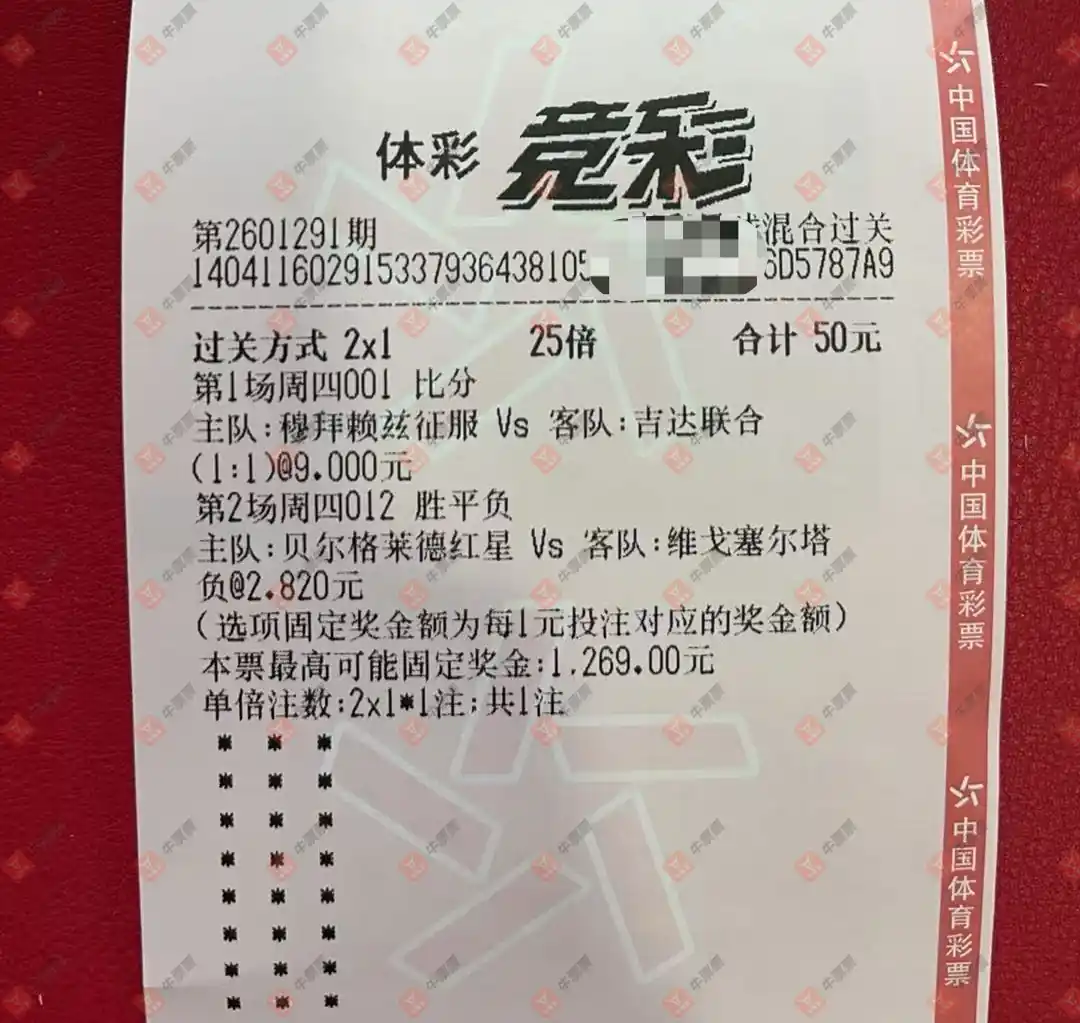 体彩 竞彩
第2601291期 混合过关
140411602915337936438105 6D5787A9
过关方式 2x1 25倍 合计 50元
第1场周四001 比分
主队:穆拜赖兹征服 Vs 客队:吉达联合
(1:1)@9.000元
第2场周四012 胜平负
主队:贝尔格莱德红星 Vs 客队:维戈塞尔塔
负@2.820元
(选项固定奖金额为每1元投注对应的奖金额)
本票最高可能固定奖金:1,269.00元
单倍注数:2x1*1注;共1注
* * *
* * *
* * *
* * *
* * *
* * *
* * *
* * *
中国体育彩票
中国体育彩票
中国体育彩票
牛票票